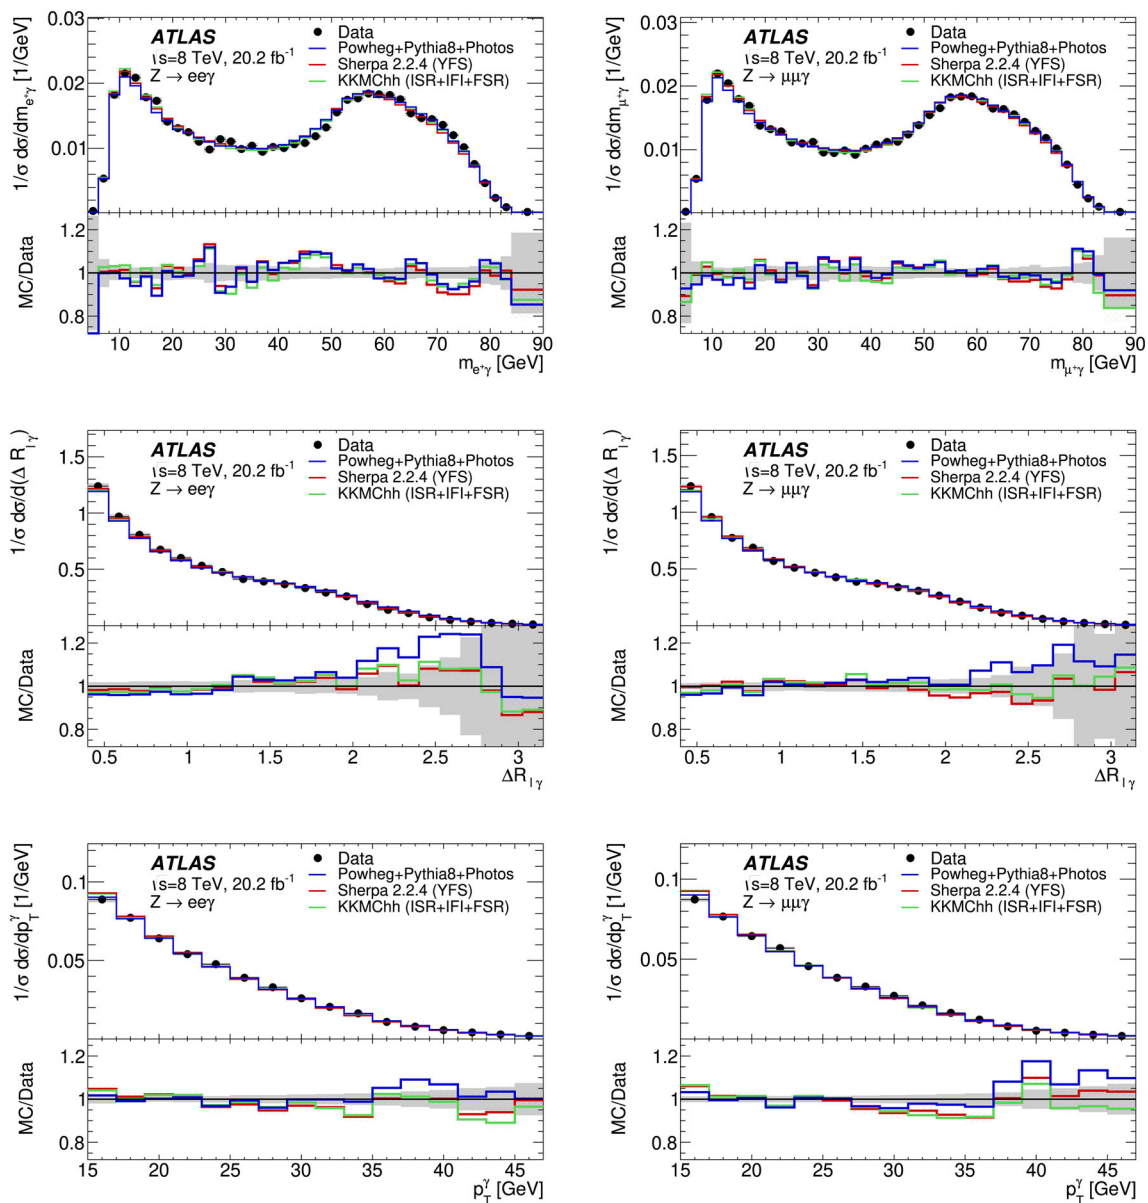 1/σ dσ/dm_{e⁺γ} [1/GeV]
0.03
0.02
0.01
ATLAS
√s=8 TeV, 20.2 fb⁻¹
Z → eeγ
Data
Powheg+Pythia8+Photos
Sherpa 2.2.4 (YFS)
KKMChh (ISR+IFI+FSR)
MC/Data
1.2
1
0.8
10 20 30 40 50 60 70 80 90
m_{e⁺γ} [GeV]
1/σ dσ/dm_{μ⁺γ} [1/GeV]
0.03
0.02
0.01
ATLAS
√s=8 TeV, 20.2 fb⁻¹
Z → μμγ
Data
Powheg+Pythia8+Photos
Sherpa 2.2.4 (YFS)
KKMChh (ISR+IFI+FSR)
MC/Data
1.2
1
0.8
10 20 30 40 50 60 70 80 90
m_{μ⁺γ} [GeV]
1/σ dσ/d(Δ R_{lγ})
1.5
1
0.5
ATLAS
√s=8 TeV, 20.2 fb⁻¹
Z → eeγ
Data
Powheg+Pythia8+Photos
Sherpa 2.2.4 (YFS)
KKMChh (ISR+IFI+FSR)
MC/Data
1.2
1
0.8
0.5 1 1.5 2 2.5 3
ΔR_{lγ}
1/σ dσ/d(Δ R_{lγ})
1.5
1
0.5
ATLAS
√s=8 TeV, 20.2 fb⁻¹
Z → μμγ
Data
Powheg+Pythia8+Photos
Sherpa 2.2.4 (YFS)
KKMChh (ISR+IFI+FSR)
MC/Data
1.2
1
0.8
0.5 1 1.5 2 2.5 3
ΔR_{lγ}
1/σ dσ/dp_T^γ [1/GeV]
0.1
0.05
ATLAS
√s=8 TeV, 20.2 fb⁻¹
Z → eeγ
Data
Powheg+Pythia8+Photos
Sherpa 2.2.4 (YFS)
KKMChh (ISR+IFI+FSR)
MC/Data
1.2
1
0.8
15 20 25 30 35 40 45
p_T^γ [GeV]
1/σ dσ/dp_T^γ [1/GeV]
0.1
0.05
ATLAS
√s=8 TeV, 20.2 fb⁻¹
Z → μμγ
Data
Powheg+Pythia8+Photos
Sherpa 2.2.4 (YFS)
KKMChh (ISR+IFI+FSR)
MC/Data
1.2
1
0.8
15 20 25 30 35 40 45
p_T^γ [GeV]